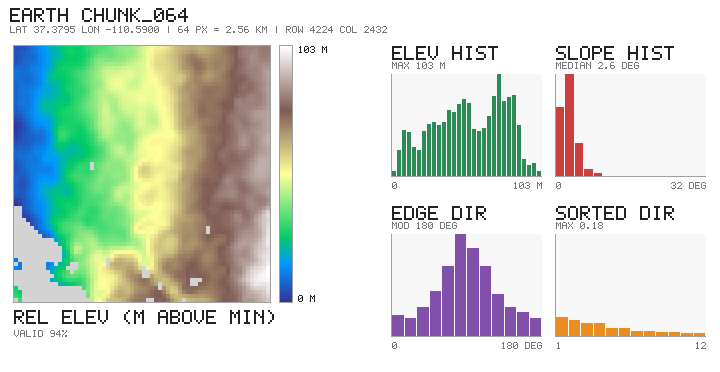 EARTH CHUNK_064
LAT 37.3795 LON -110.5900 | 64 PX = 2.56 KM | ROW 4224 COL 2432
103 M
0 M
REL ELEV (M ABOVE MIN)
VALID 94%
ELEV HIST
MAX 103 M
0 103 M
SLOPE HIST
MEDIAN 2.6 DEG
0 32 DEG
EDGE DIR
MOD 180 DEG
0 180 DEG
SORTED DIR
MAX 0.18
1 12